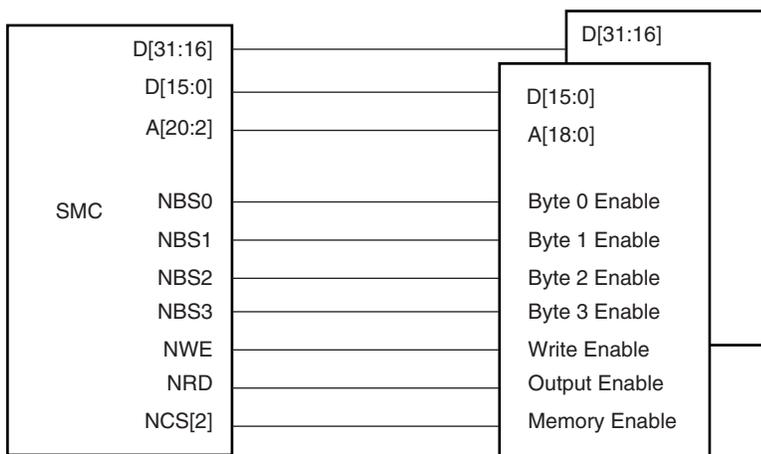 D[31:16]
D[15:0]
A[20:2]
SMC
NBS0
NBS1
NBS2
NBS3
NWE
NRD
NCS[2]
D[31:16]
D[15:0]
A[18:0]
Byte 0 Enable
Byte 1 Enable
Byte 2 Enable
Byte 3 Enable
Write Enable
Output Enable
Memory Enable